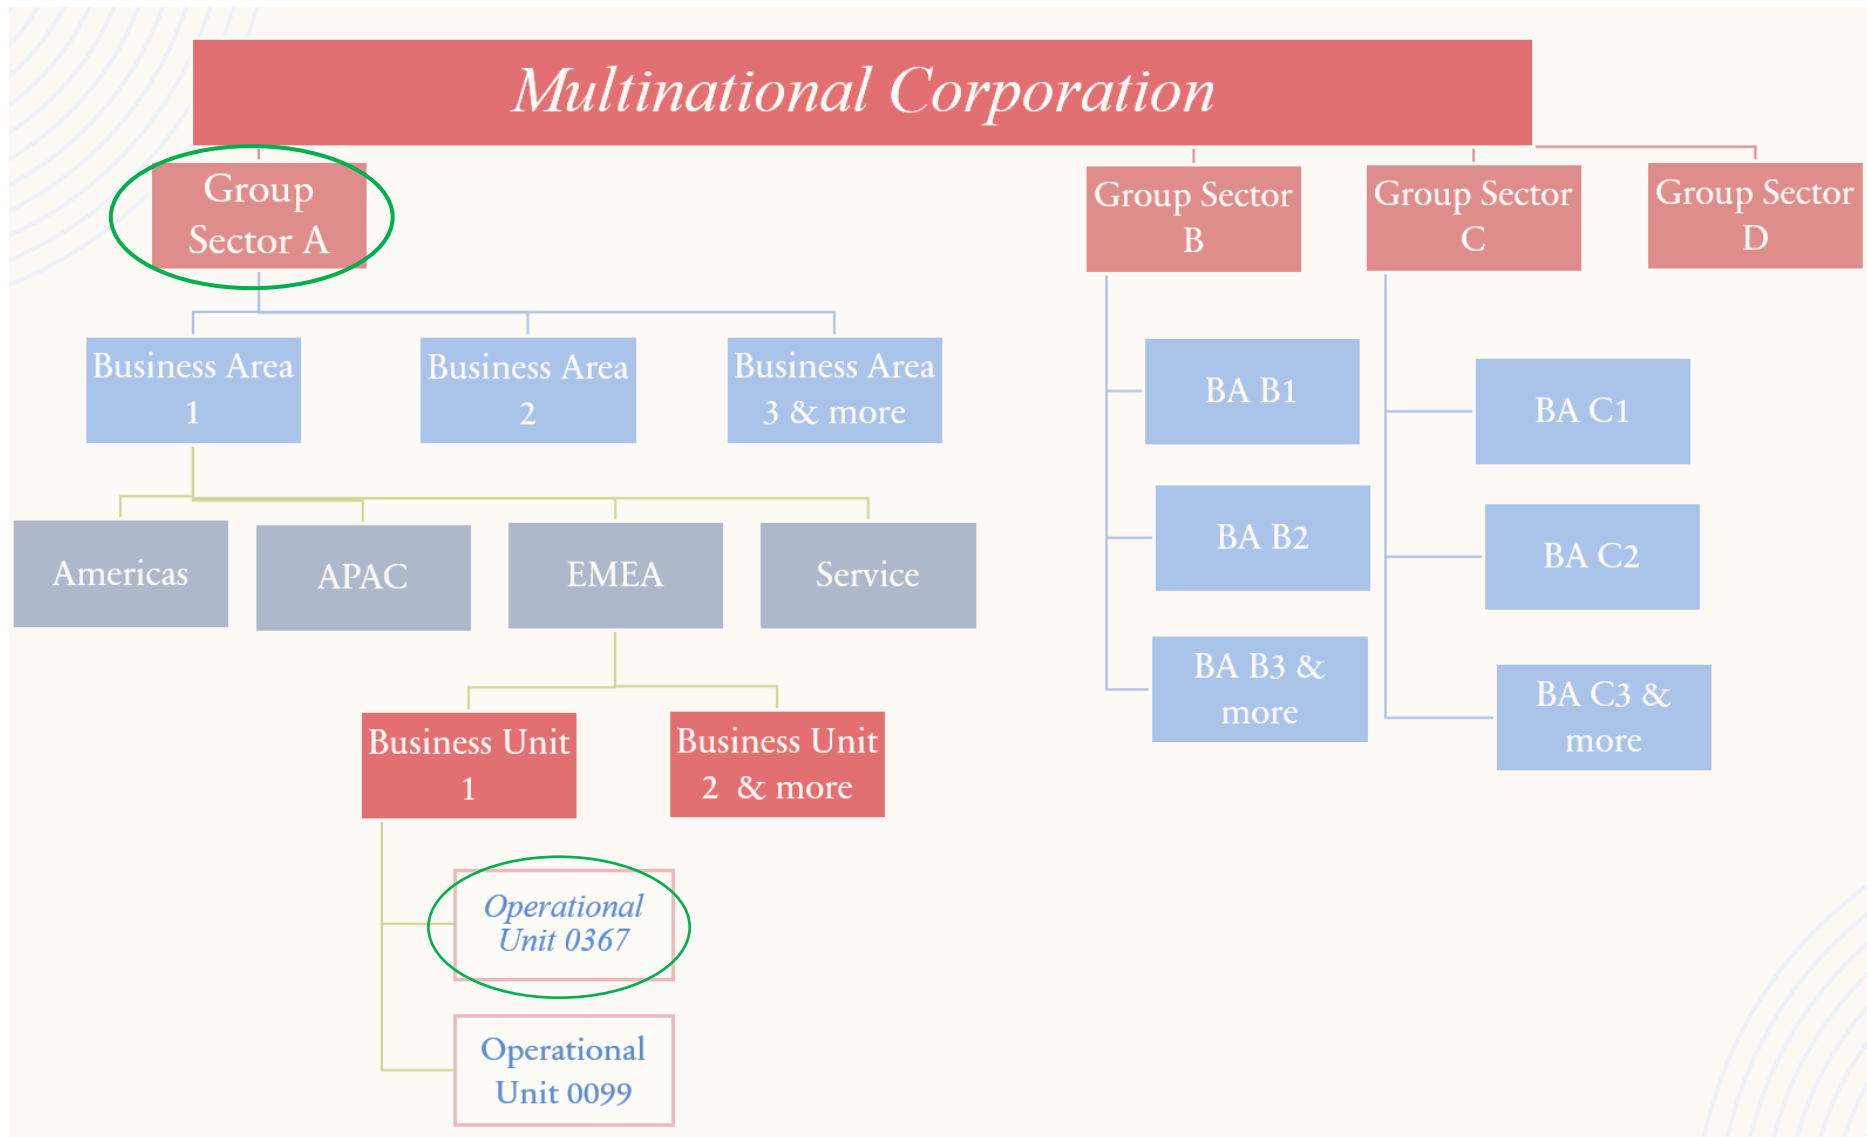 Multinational Corporation
Group
Sector A
Group Sector
B
Group Sector
C
Group Sector
D
Business Area
1
Business Area
2
Business Area
3 & more
BA B1
BA B2
BA B3 &
more
BA C1
BA C2
BA C3 &
more
Americas
APAC
EMEA
Service
Business Unit
1
Business Unit
2 & more
Operational
Unit 0367
Operational
Unit 0099